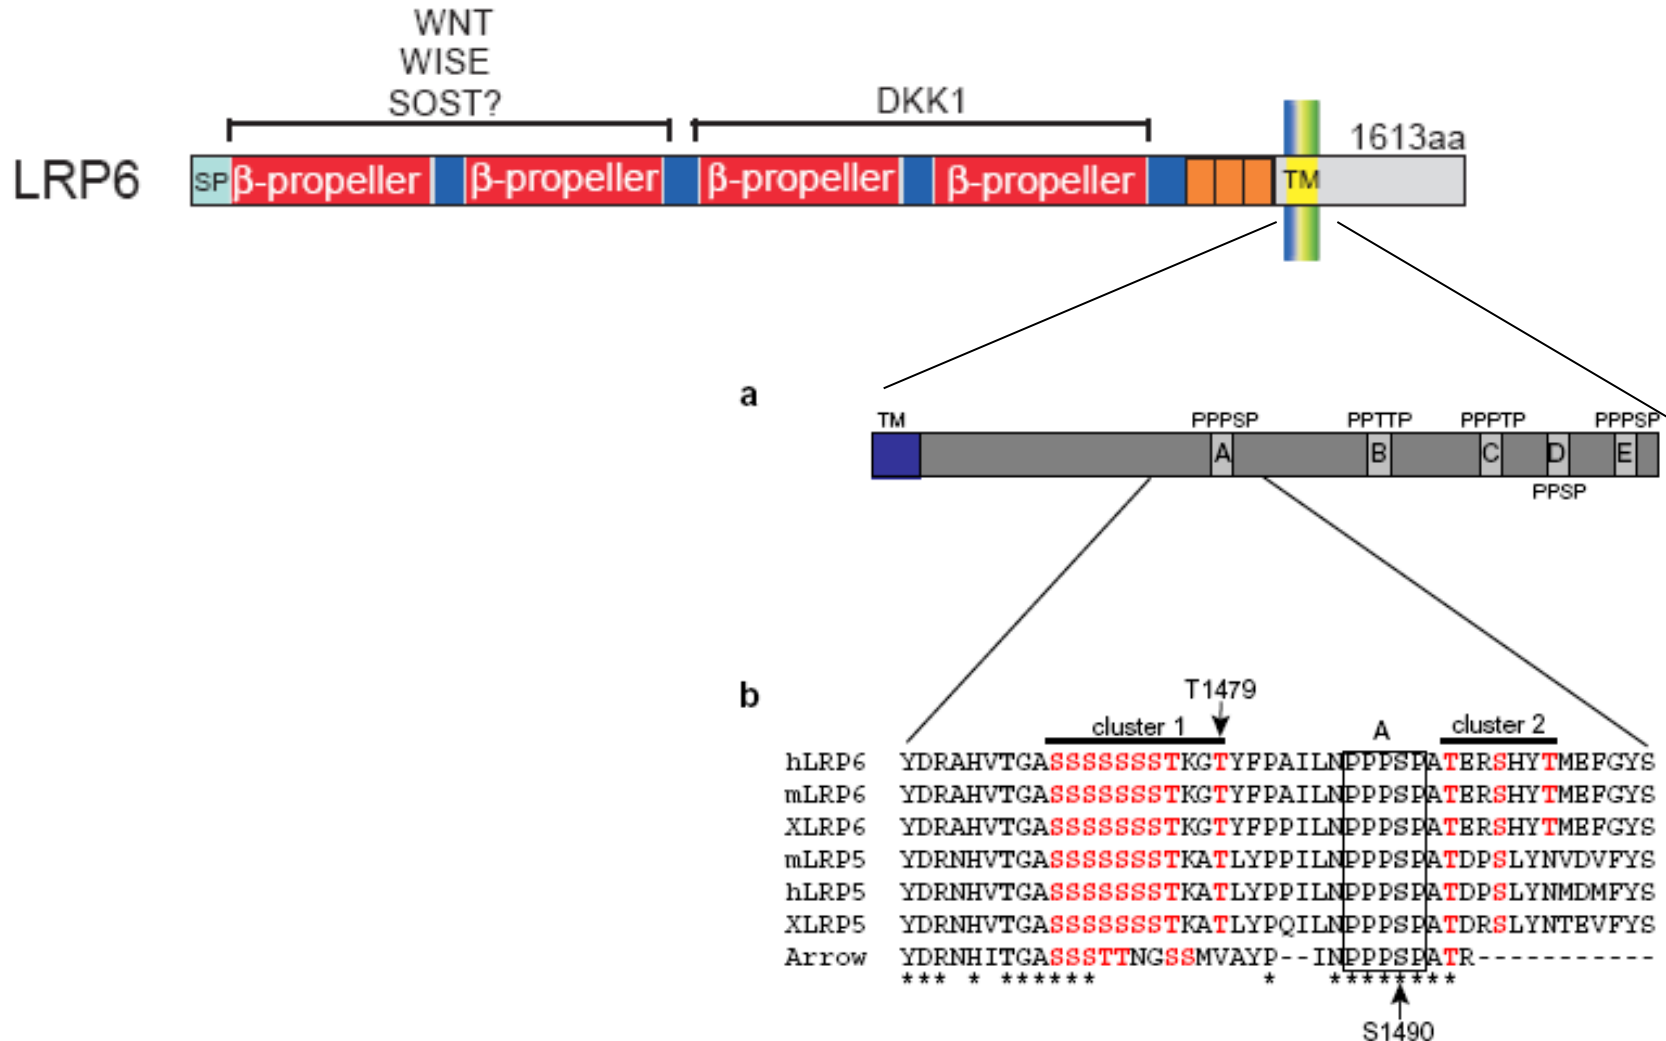 WNT
WISE
SOST?
DKK1
1613aa
LRP6
SP β-propeller β-propeller β-propeller β-propeller TM
a
TM PPPSP PPTTP PPPTP PPPSP
A B C D E
PPSP
b
T1479
cluster 1 A cluster 2
hLRP6 YDRAHVTGASSSSSSSTKGTYFPAILNPPPSPATERSHYTMEFGYS
mLRP6 YDRAHVTGASSSSSSSTKGTYFPAILNPPPSPATERSHYTMEFGYS
XLRP6 YDRAHVTGASSSSSSSTKGTYFPPILNPPPSPATERSHYTMEFGYS
mLRP5 YDRNHVTGASSSSSSSTKATLYPPILNPPPSPATDPSLYNVDVFYS
hLRP5 YDRNHVTGASSSSSSSTKATLYPPILNPPPSPATDPSLYNMDMFYS
XLRP5 YDRNHVTGASSSSSSSTKATLYPQILNPPPSPATDRSLYNTEVFYS
Arrow YDRNHITGASSSTTNGSSMVAYP--INPPPSPATR-----------
*** * ****** * ********
S1490